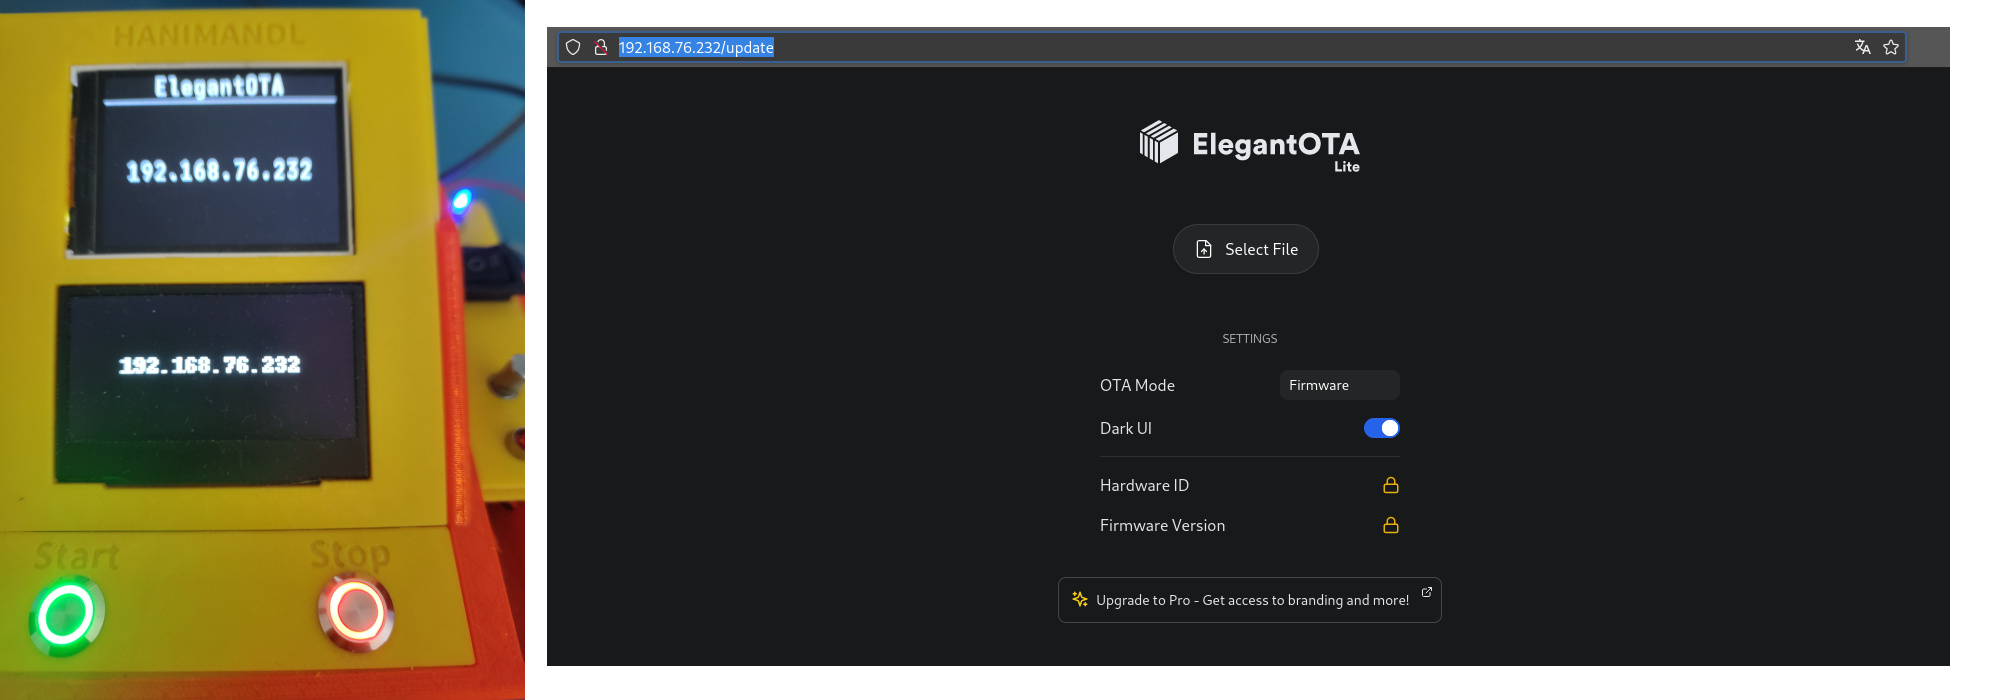 HANIMANDL
ElegantOTA
192.168.76.232
192.168.76.232
Start
Stop
192.168.76.232/update
ElegantOTA
Lite
Select File
SETTINGS
OTA Mode
Firmware
Dark UI
Hardware ID
Firmware Version
Upgrade to Pro - Get access to branding and more!